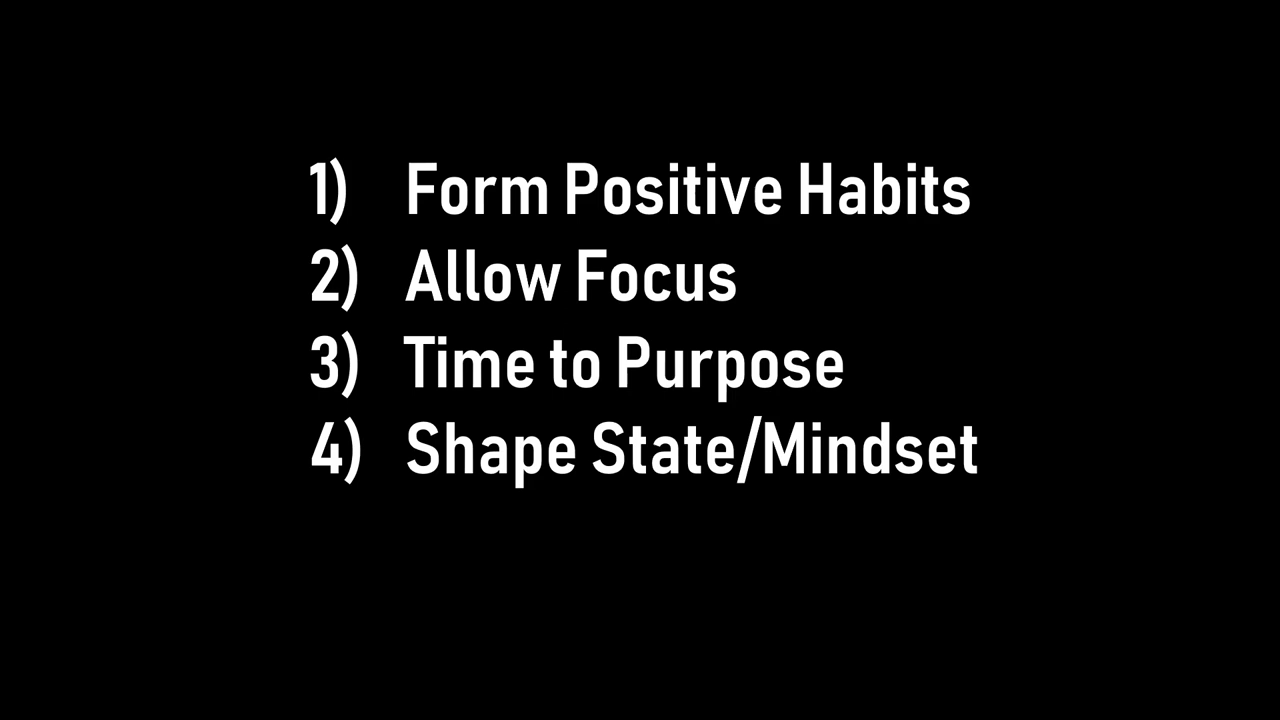 1) Form Positive Habits
2) Allow Focus
3) Time to Purpose
4) Shape State/Mindset